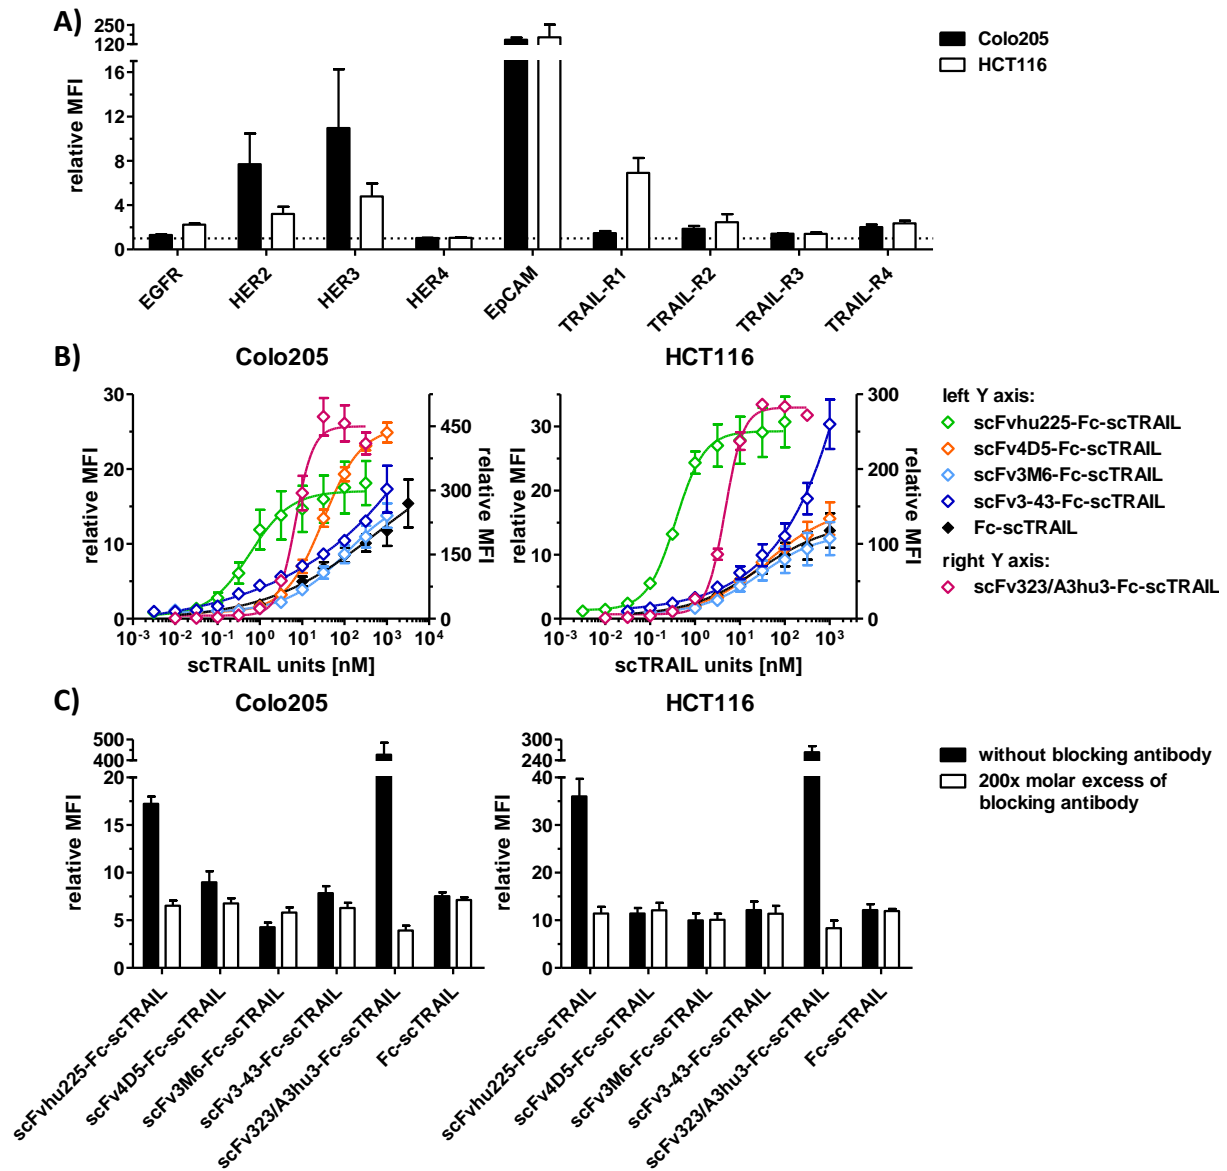 A)
250
120
16
12
8
4
0
relative MFI
EGFR
HER2
HER3
HER4
EpCAM
TRAIL-R1
TRAIL-R2
TRAIL-R3
TRAIL-R4
Colo205
HCT116
B)
Colo205
30
20
10
0
relative MFI
450
300
150
0
relative MFI
10⁻³ 10⁻² 10⁻¹ 10⁰ 10¹ 10² 10³ 10⁴
scTRAIL units [nM]
HCT116
30
20
10
0
relative MFI
300
200
100
0
relative MFI
10⁻³ 10⁻² 10⁻¹ 10⁰ 10¹ 10² 10³
scTRAIL units [nM]
left Y axis:
scFvhu225-Fc-scTRAIL
scFv4D5-Fc-scTRAIL
scFv3M6-Fc-scTRAIL
scFv3-43-Fc-scTRAIL
Fc-scTRAIL
right Y axis:
scFv323/A3hu3-Fc-scTRAIL
C)
Colo205
500
400
20
15
10
5
0
relative MFI
scFvhu225-Fc-scTRAIL
scFv4D5-Fc-scTRAIL
scFv3M6-Fc-scTRAIL
scFv3-43-Fc-scTRAIL
scFv323/A3hu3-Fc-scTRAIL
Fc-scTRAIL
HCT116
300
240
40
30
20
10
0
relative MFI
scFvhu225-Fc-scTRAIL
scFv4D5-Fc-scTRAIL
scFv3M6-Fc-scTRAIL
scFv3-43-Fc-scTRAIL
scFv323/A3hu3-Fc-scTRAIL
Fc-scTRAIL
without blocking antibody
200x molar excess of
blocking antibody